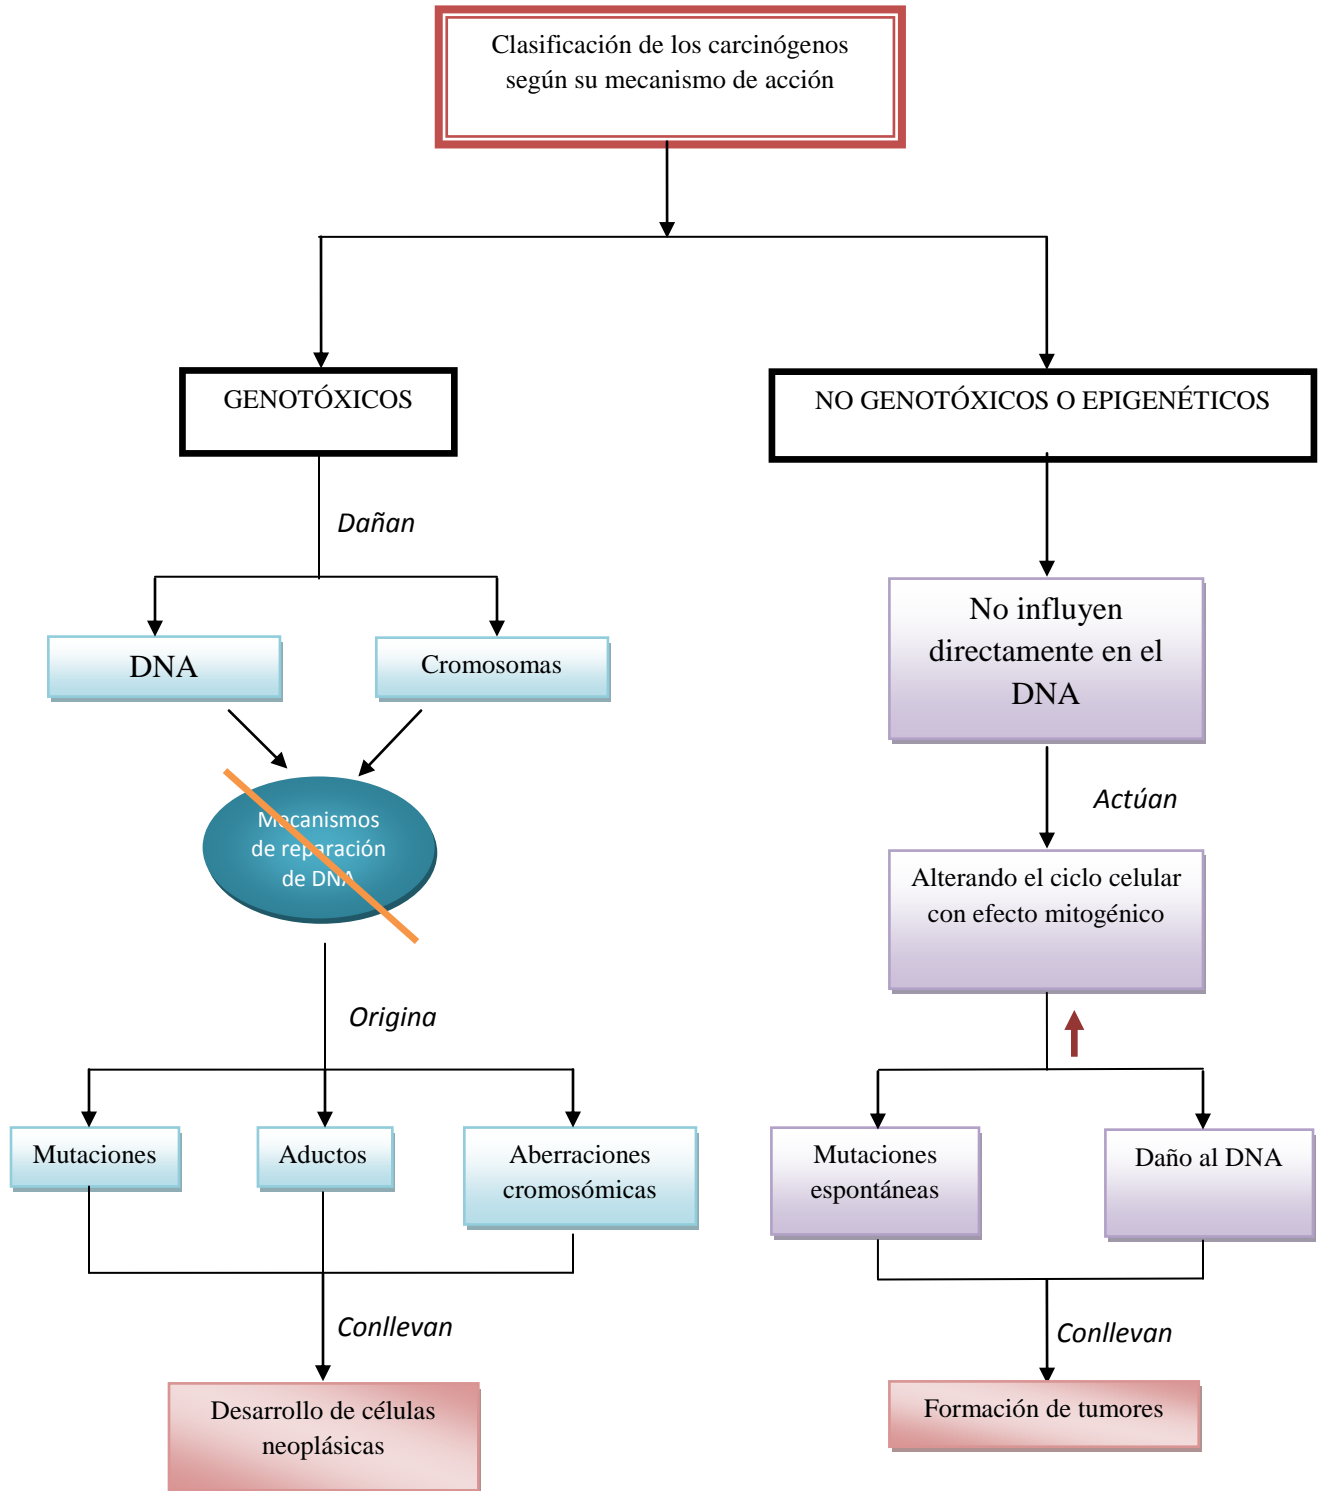 Clasificación de los carcinógenos
según su mecanismo de acción
GENOTÓXICOS
NO GENOTÓXICOS O EPIGENÉTICOS
Dañan
DNA
Cromosomas
No influyen
directamente en el
DNA
Mecanismos
de reparación
de DNA
Actúan
Alterando el ciclo celular
con efecto mitogénico
Origina
Mutaciones
Aductos
Aberraciones
cromosómicas
Mutaciones
espontáneas
Daño al DNA
Conllevan
Conllevan
Desarrollo de células
neoplásicas
Formación de tumores